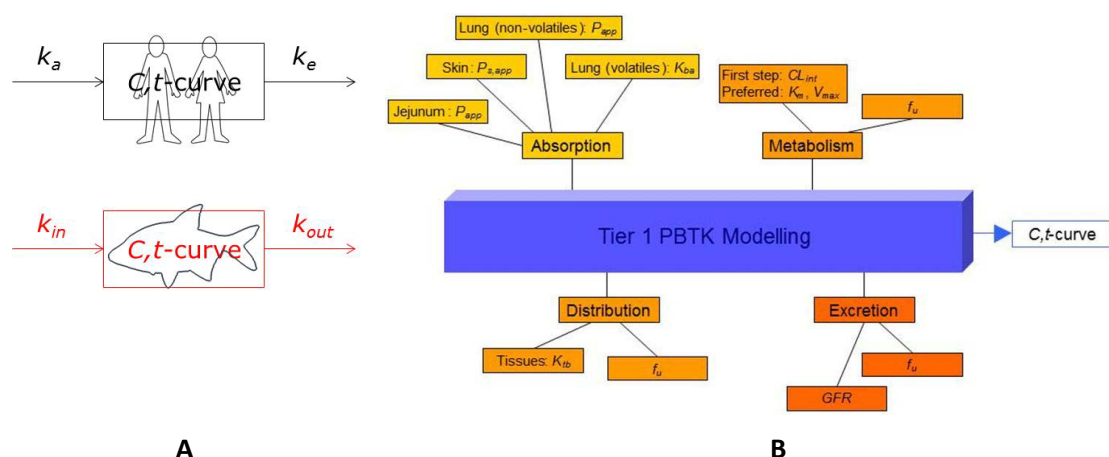 k_a
C,t-curve
k_e
k_in
C,t-curve
k_out
A
Lung (non-volatiles): P_app
Skin: P_s,app
Lung (volatiles): K_ba
Jejunum: P_app
Absorption
First step: CL_int
Preferred: K_m, V_max
f_u
Metabolism
Tier 1 PBTK Modelling
C,t-curve
Distribution
Tissues: K_tb
f_u
Excretion
f_u
GFR
B